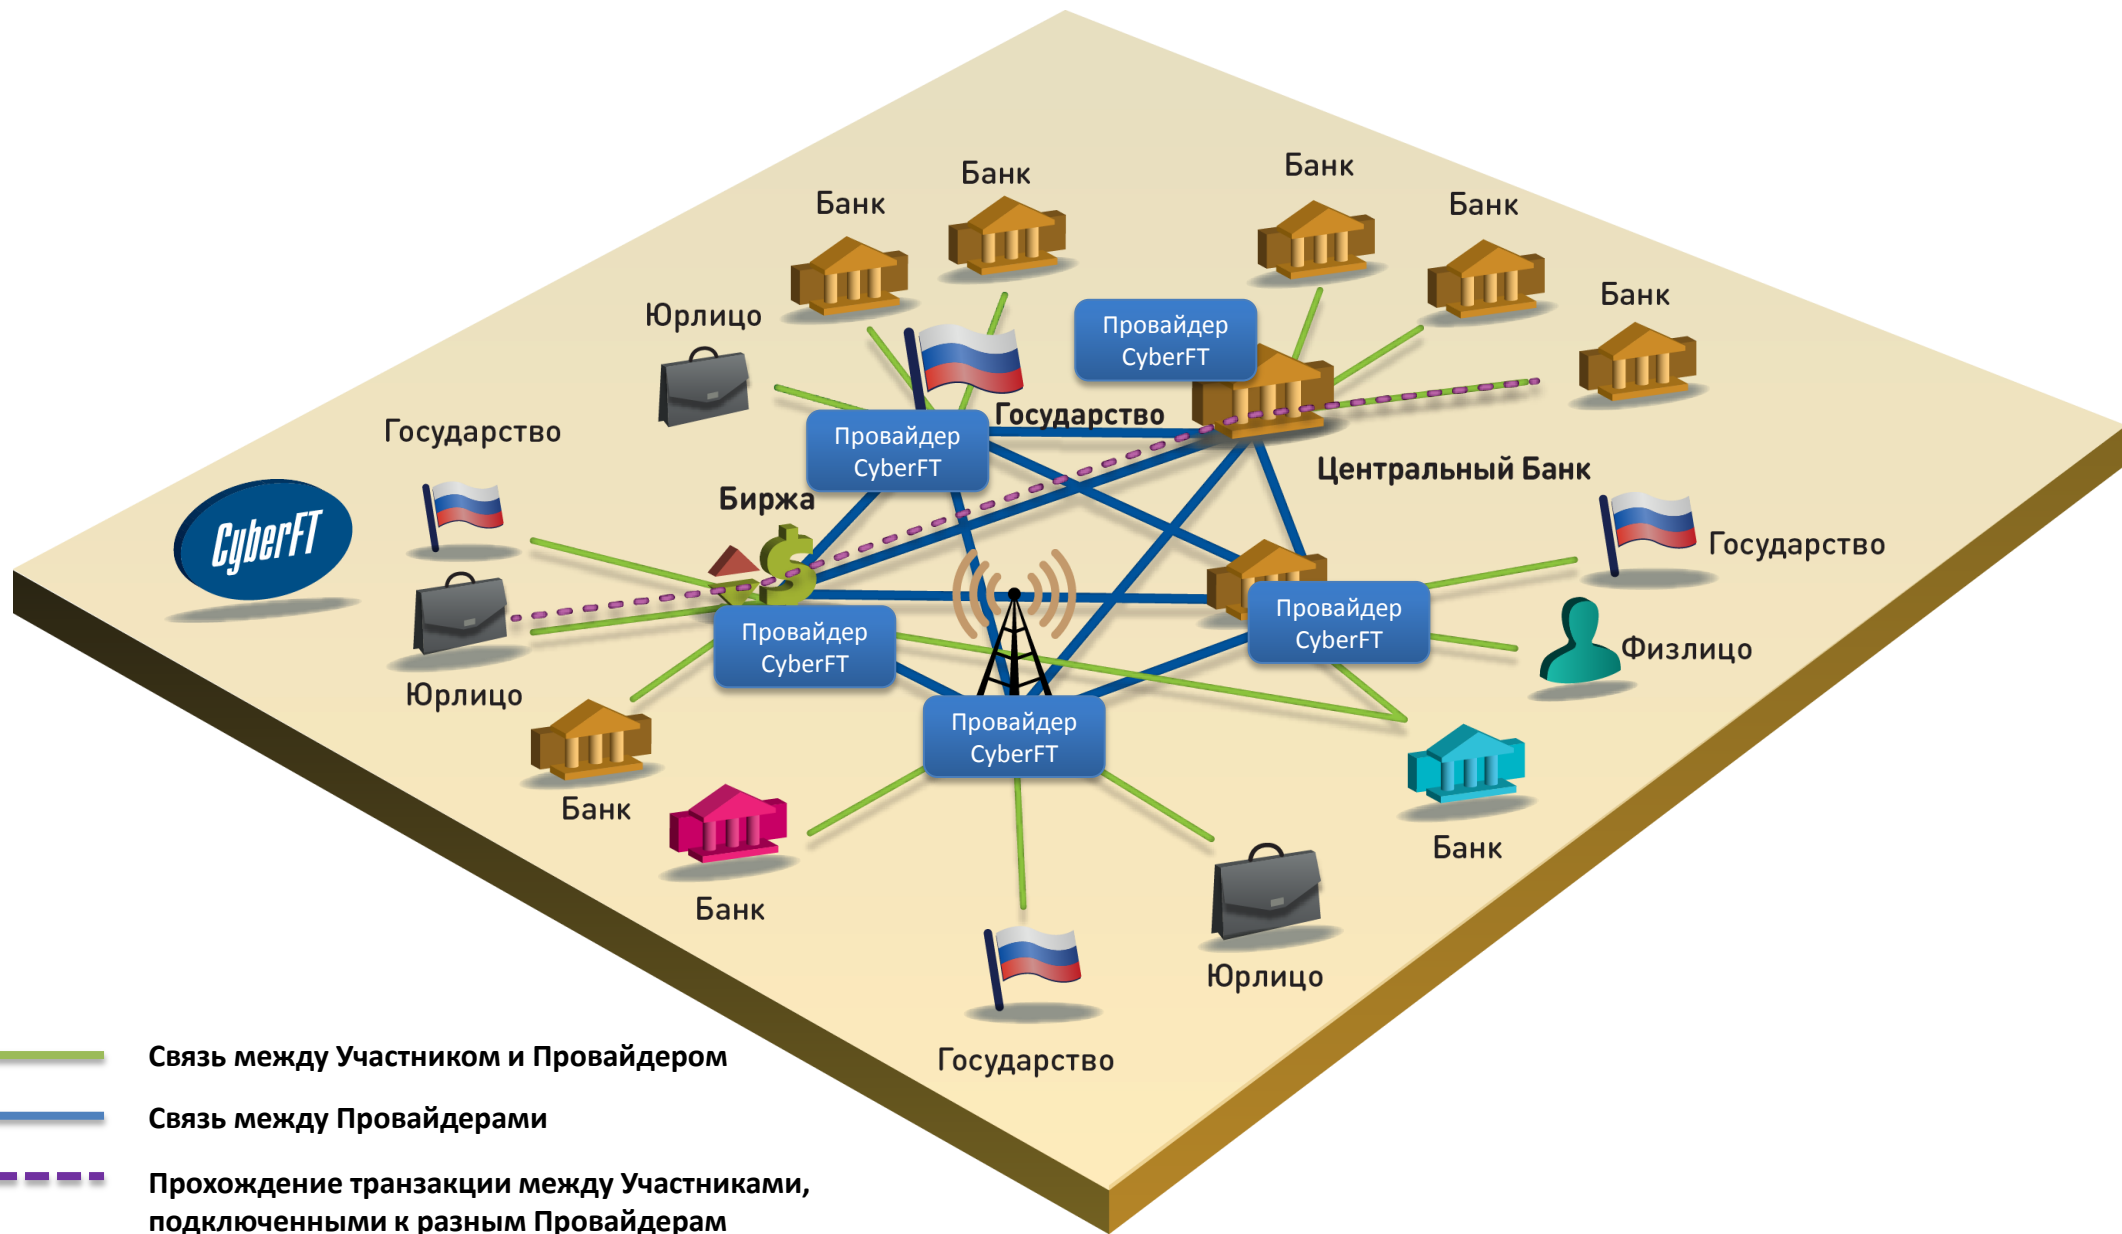 Банк
Банк
Банк
Банк
Банк
Юрлицо
Провайдер
CyberFT
Государство
Государство
Провайдер
CyberFT
Центральный Банк
Биржа
CyberFT
Государство
Провайдер
CyberFT
Провайдер
CyberFT
Физлицо
Юрлицо
Провайдер
CyberFT
Банк
Банк
Банк
Юрлицо
Государство
Связь между Участником и Провайдером
Связь между Провайдерами
Прохождение транзакции между Участниками,
подключенными к разным Провайдерам